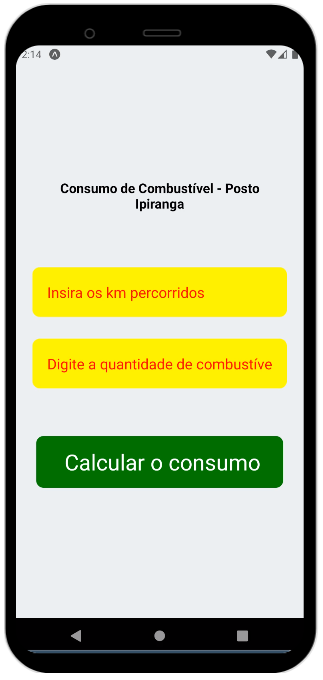 2:14
Consumo de Combustível - Posto
Ipiranga
Insira os km percorridos
Digite a quantidade de combustíve
Calcular o consumo